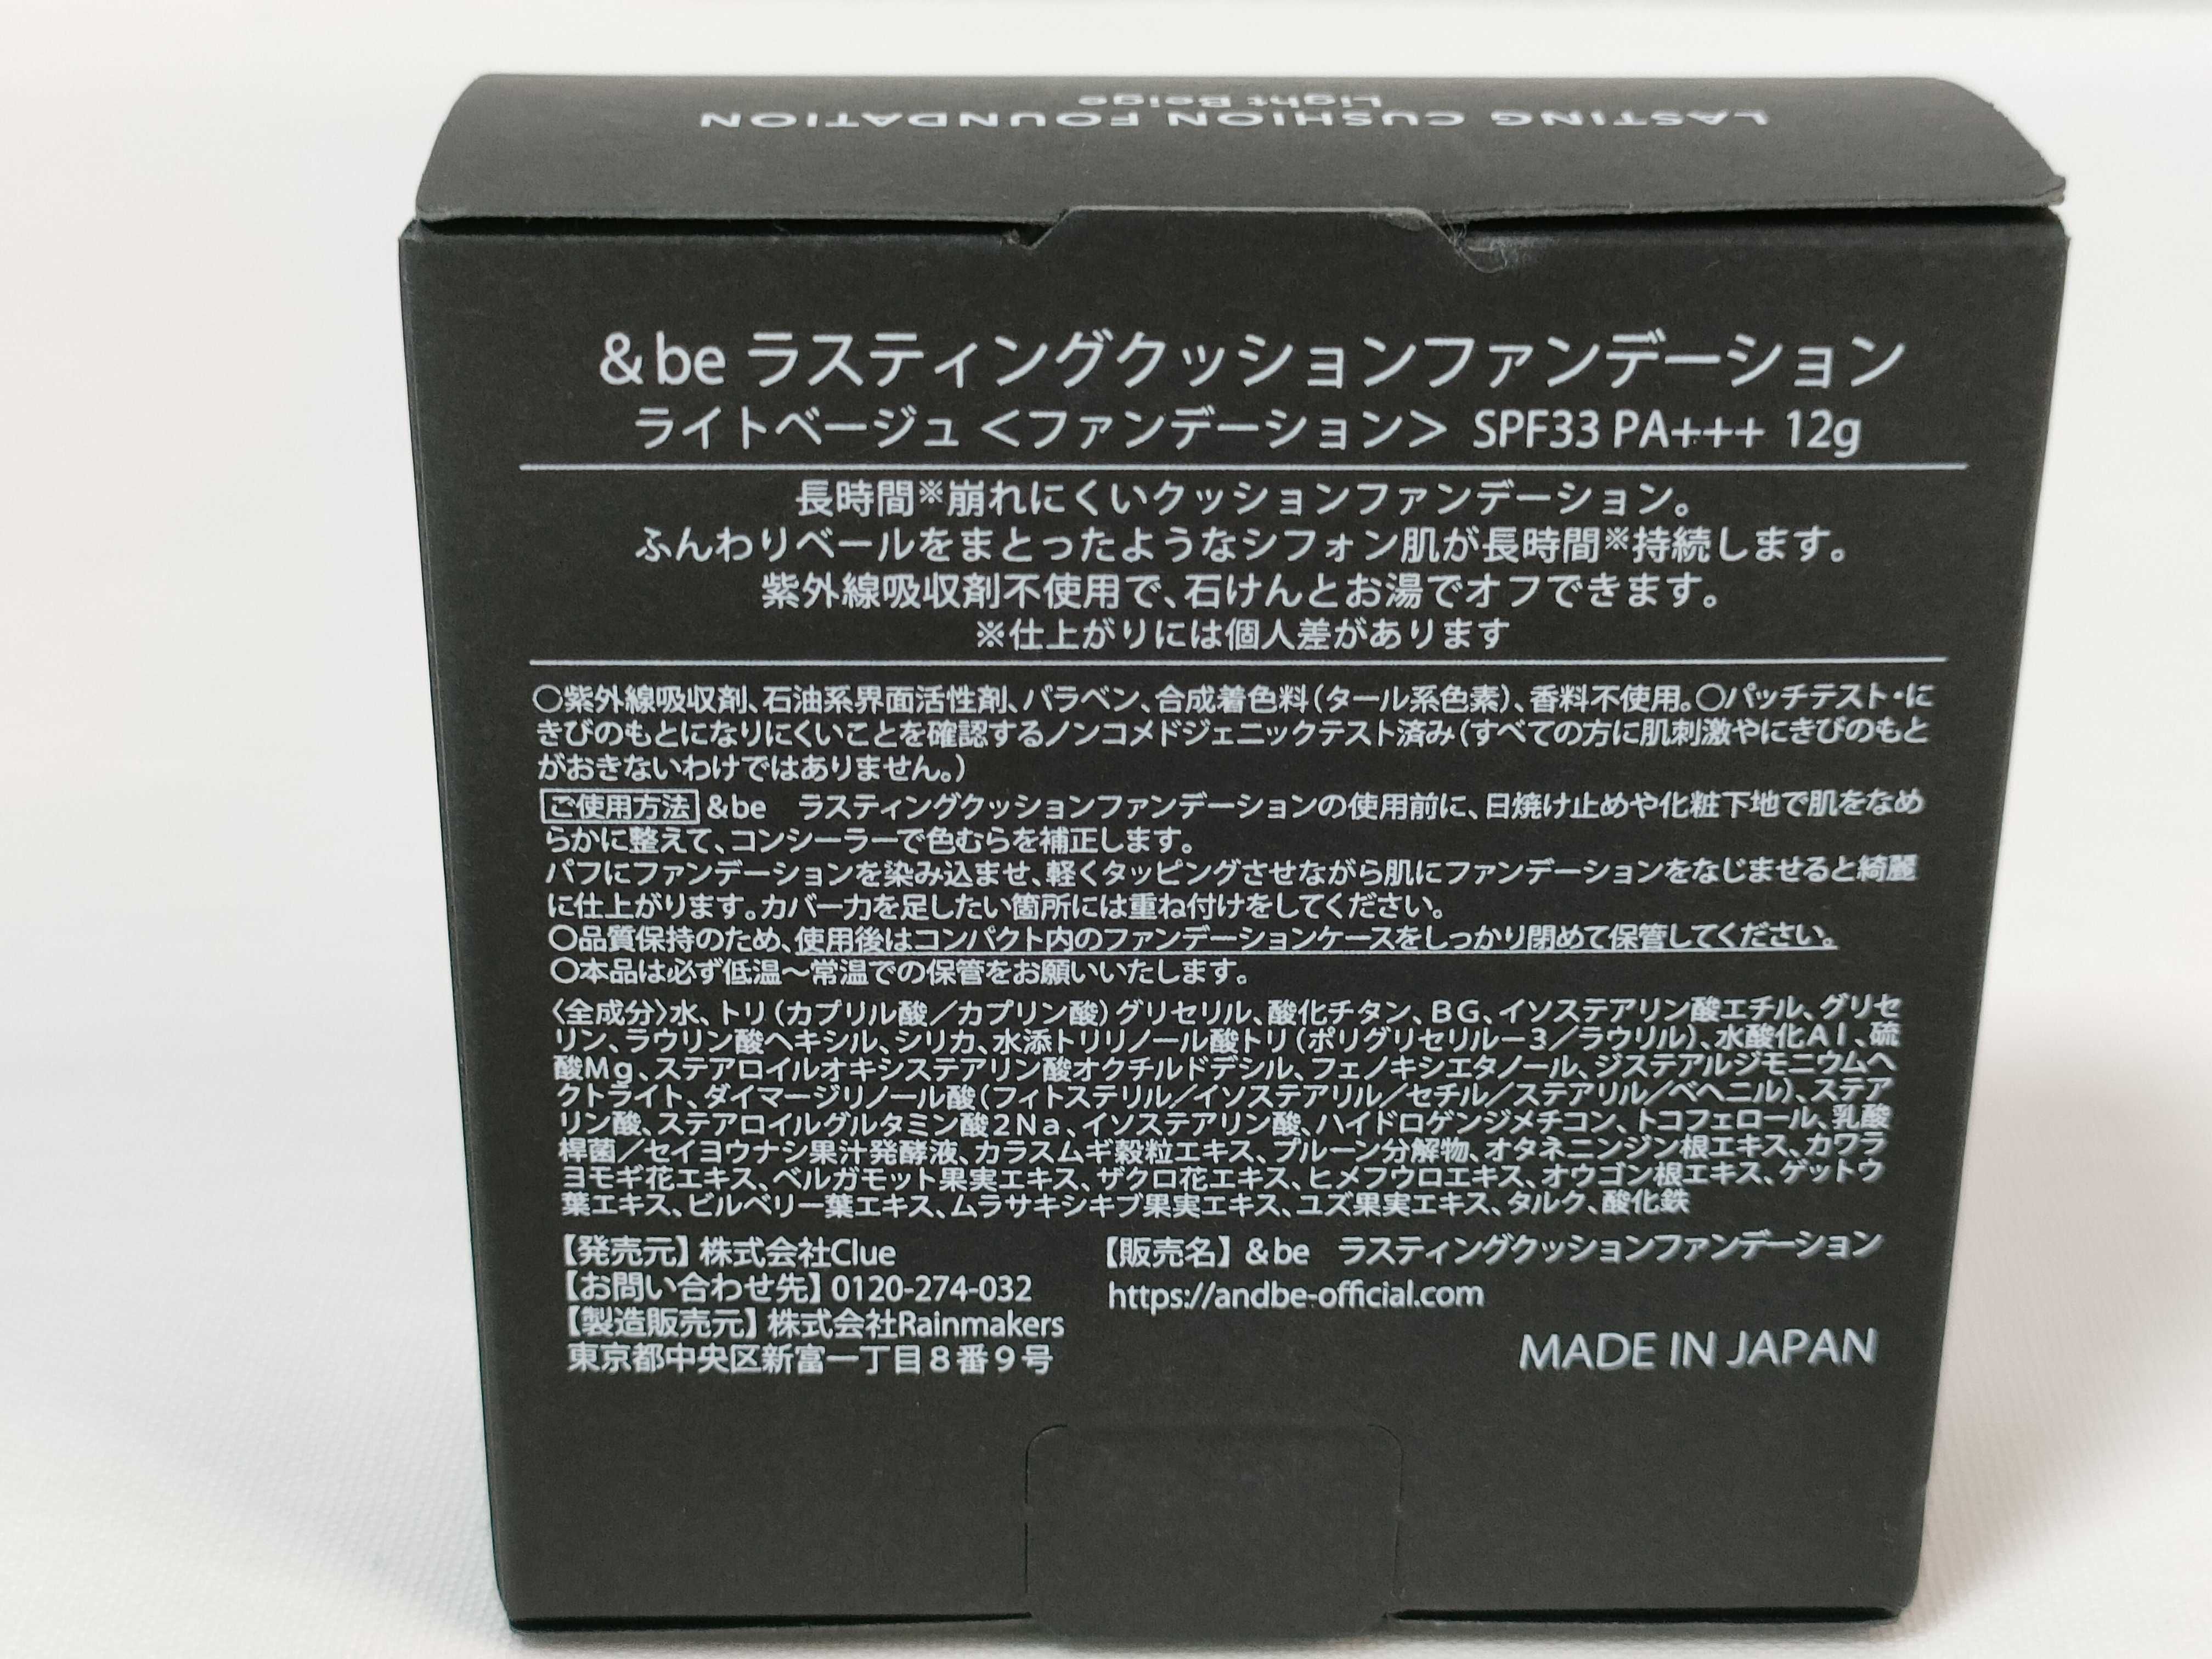 LASTING CUSHION FOUNDATION
Light Beige
&be ラスティングクッションファンデーション
ライトベージュ＜ファンデーション＞ SPF33 PA+++ 12g
長時間※崩れにくいクッションファンデーション。
ふんわりベールをまとったようなシフォン肌が長時間※持続します。
紫外線吸収剤不使用で、石けんとお湯でオフできます。
※仕上がりには個人差があります
〇紫外線吸収剤、石油系界面活性剤、パラベン、合成着色料（タール系色素）、香料不使用。〇パッチテスト・に
きびのもとになりにくいことを確認するノンコメドジェニックテスト済み（すべての方に肌刺激やにきびのもと
がおきないわけではありません。）
ご使用方法 &be　ラスティングクッションファンデーションの使用前に、日焼け止めや化粧下地で肌をなめ
らかに整えて、コンシーラーで色むらを補正します。
パフにファンデーションを染み込ませ、軽くタッピングさせながら肌にファンデーションをなじませると綺麗
に仕上がります。カバー力を足したい箇所には重ね付けをしてください。
〇品質保持のため、使用後はコンパクト内のファンデーションケースをしっかり閉めて保管してください。
〇本品は必ず低温～常温での保管をお願いいたします。
〈全成分〉水、トリ（カプリル酸／カプリン酸）グリセリル、酸化チタン、ＢＧ、イソステアリン酸エチル、グリセ
リン、ラウリン酸ヘキシル、シリカ、水添トリリノール酸トリ（ポリグリセリル－３／ラウリル）、水酸化Ａｌ、硫
酸Ｍｇ、ステアロイルオキシステアリン酸オクチルドデシル、フェノキシエタノール、ジステアルジモニウムヘ
クトライト、ダイマージリノール酸（フィトステリル／イソステアリル／セチル／ステアリル／ベヘニル）、ステア
リン酸、ステアロイルグルタミン酸２Ｎａ、イソステアリン酸、ハイドロゲンジメチコン、トコフェロール、乳酸
桿菌／セイヨウナシ果汁発酵液、カラスムギ穀粒エキス、プルーン分解物、オタネニンジン根エキス、カワラ
ヨモギ花エキス、ベルガモット果実エキス、ザクロ花エキス、ヒメフウロエキス、オウゴン根エキス、ゲットウ
葉エキス、ビルベリー葉エキス、ムラサキシキブ果実エキス、ユズ果実エキス、タルク、酸化鉄
【発売元】株式会社Clue
【お問い合わせ先】0120-274-032
【製造販売元】株式会社Rainmakers
東京都中央区新富一丁目８番９号
【販売名】&be　ラスティングクッションファンデーション
https://andbe-official.com
MADE IN JAPAN